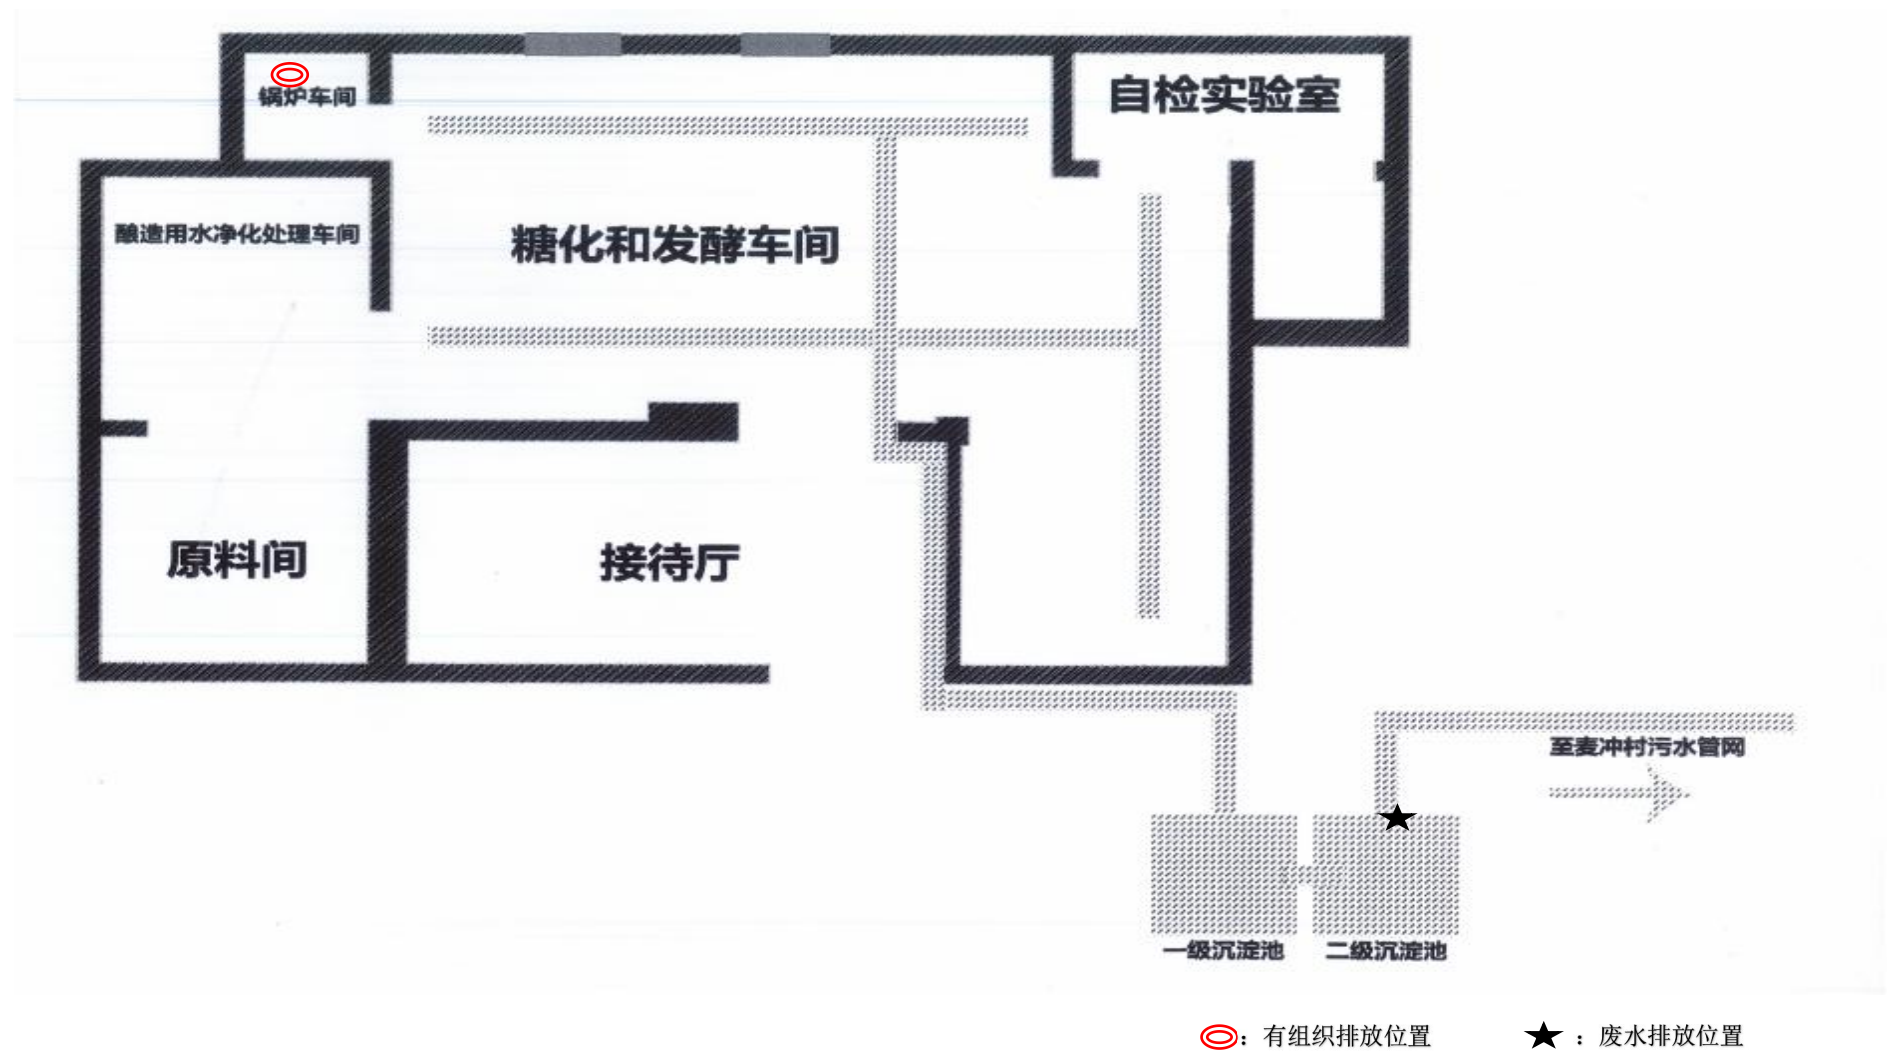 自检实验室
锅炉车间
酿造用水净化处理车间
糖化和发酵车间
原料间
接待厅
至麦冲村污水管网
一级沉淀池
二级沉淀池
：有组织排放位置
：废水排放位置